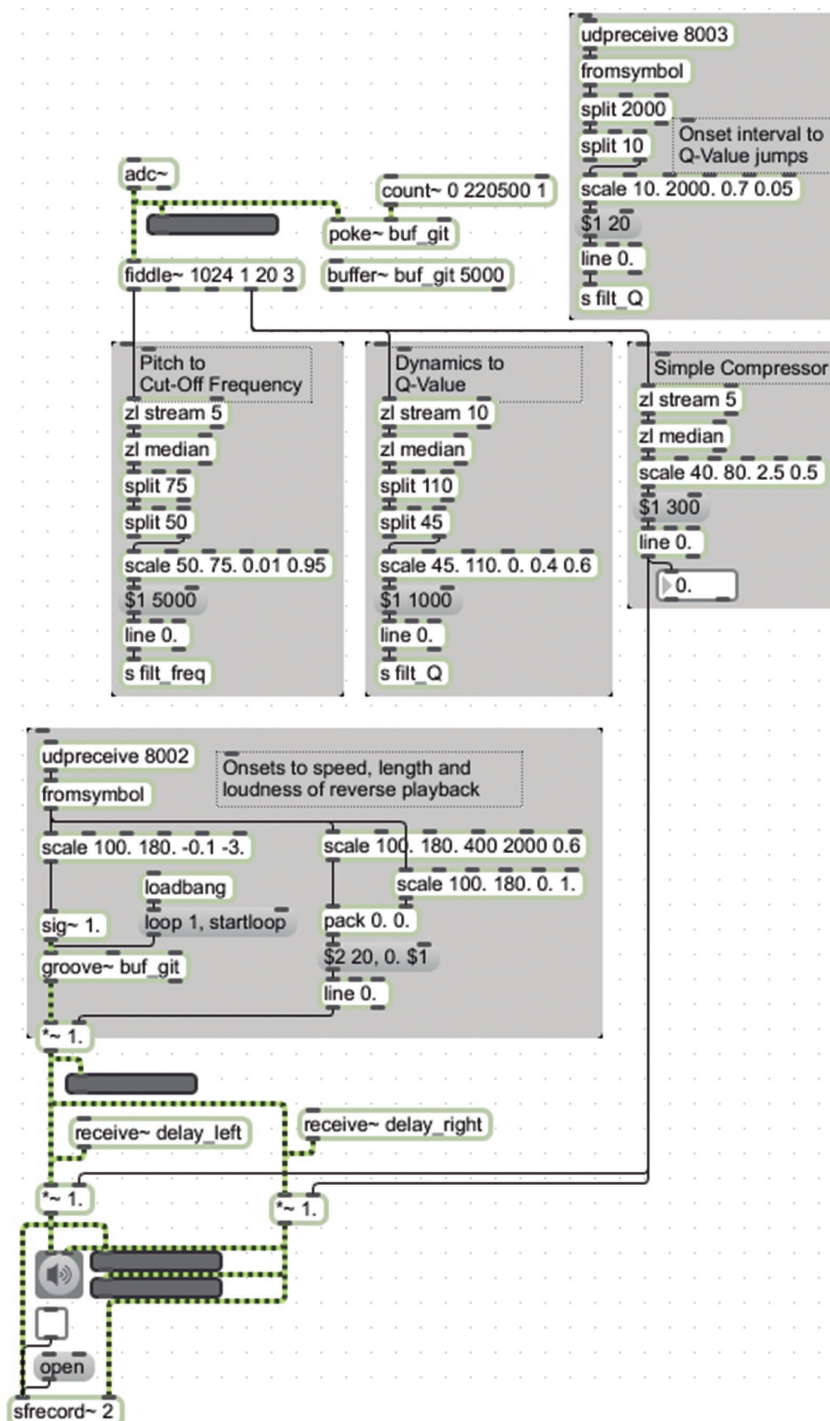 udpreceive 8003
fromsymbol
split 2000
split 10
Onset interval to
Q-Value jumps
scale 10. 2000. 0.7 0.05
$1 20
line 0.
s filt_Q
adc~
count~ 0 220500 1
poke~ buf_git
fiddle~ 1024 1 20 3
buffer~ buf_git 5000
Pitch to
Cut-Off Frequency
zl stream 5
zl median
split 75
split 50
scale 50. 75. 0.01 0.95
$1 5000
line 0.
s filt_freq
Dynamics to
Q-Value
zl stream 10
zl median
split 110
split 45
scale 45. 110. 0. 0.4 0.6
$1 1000
line 0.
s filt_Q
Simple Compressor
zl stream 5
zl median
scale 40. 80. 2.5 0.5
$1 300
line 0.
0.
udpreceive 8002
fromsymbol
Onsets to speed, length and
loudness of reverse playback
scale 100. 180. -0.1 -3.
scale 100. 180. 400 2000 0.6
loadbang
scale 100. 180. 0. 1.
sig~ 1.
loop 1, startloop
pack 0. 0.
groove~ buf_git
$2 20, 0. $1
line 0.
*~ 1.
receive~ delay_left
receive~ delay_right
*~ 1.
*~ 1.
open
sfrecord~ 2